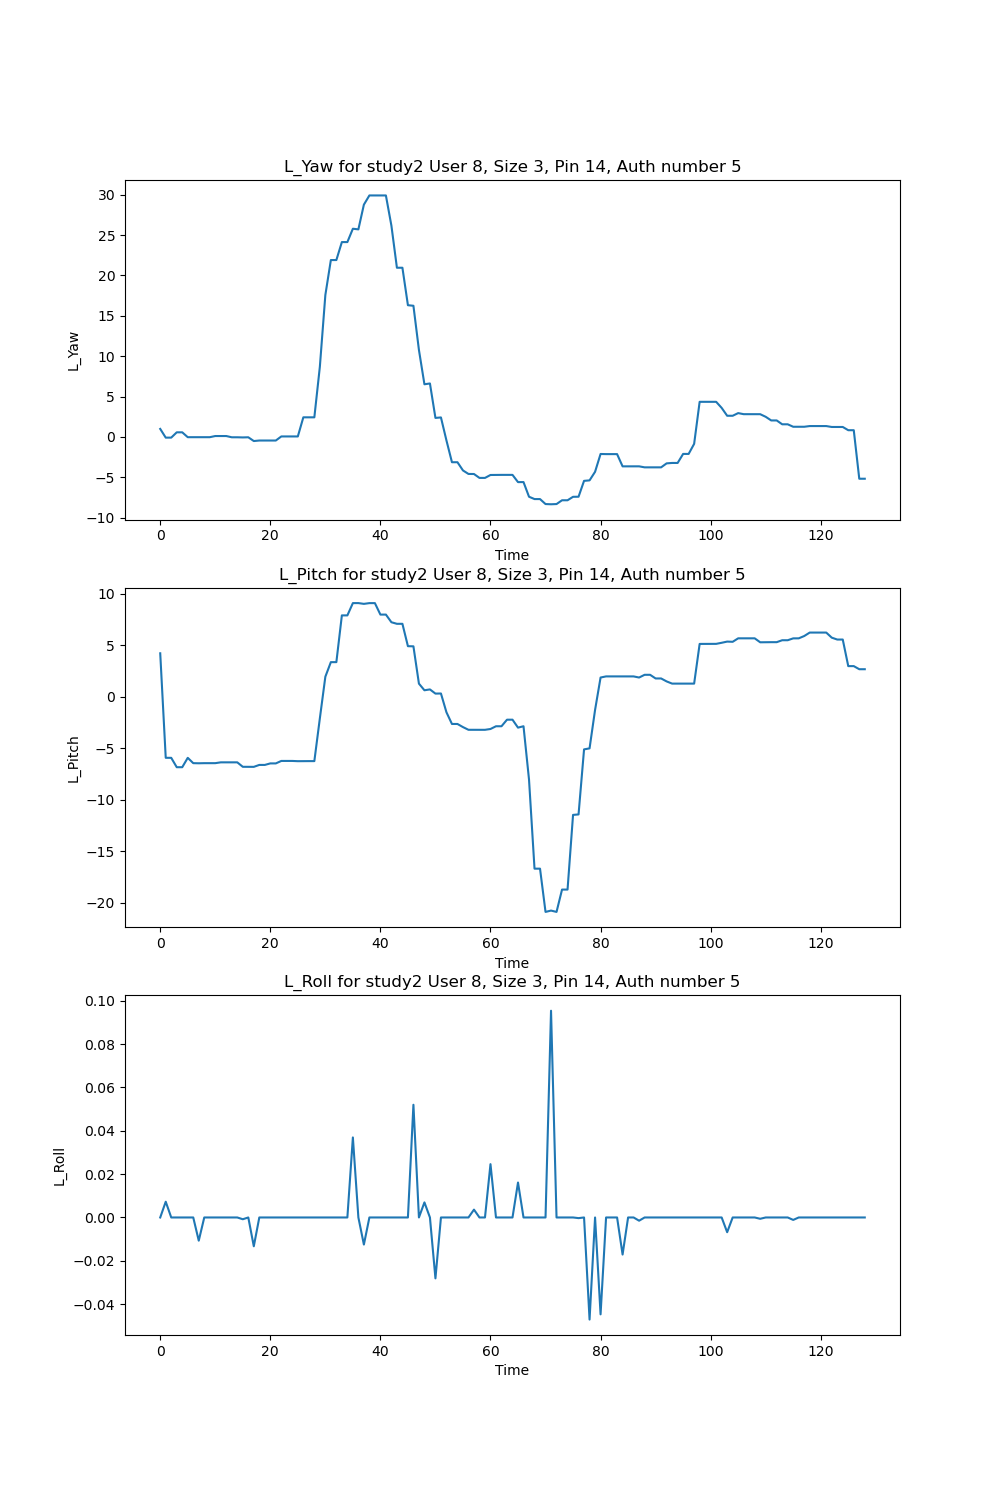 L_Yaw for study2 User 8, Size 3, Pin 14, Auth number 5
30
25
20
15
10
5
0
−5
−10
L_Yaw
0 20 40 60 80 100 120
Time
L_Pitch for study2 User 8, Size 3, Pin 14, Auth number 5
10
5
0
−5
−10
−15
−20
L_Pitch
0 20 40 60 80 100 120
Time
L_Roll for study2 User 8, Size 3, Pin 14, Auth number 5
0.10
0.08
0.06
0.04
0.02
0.00
−0.02
−0.04
L_Roll
0 20 40 60 80 100 120
Time